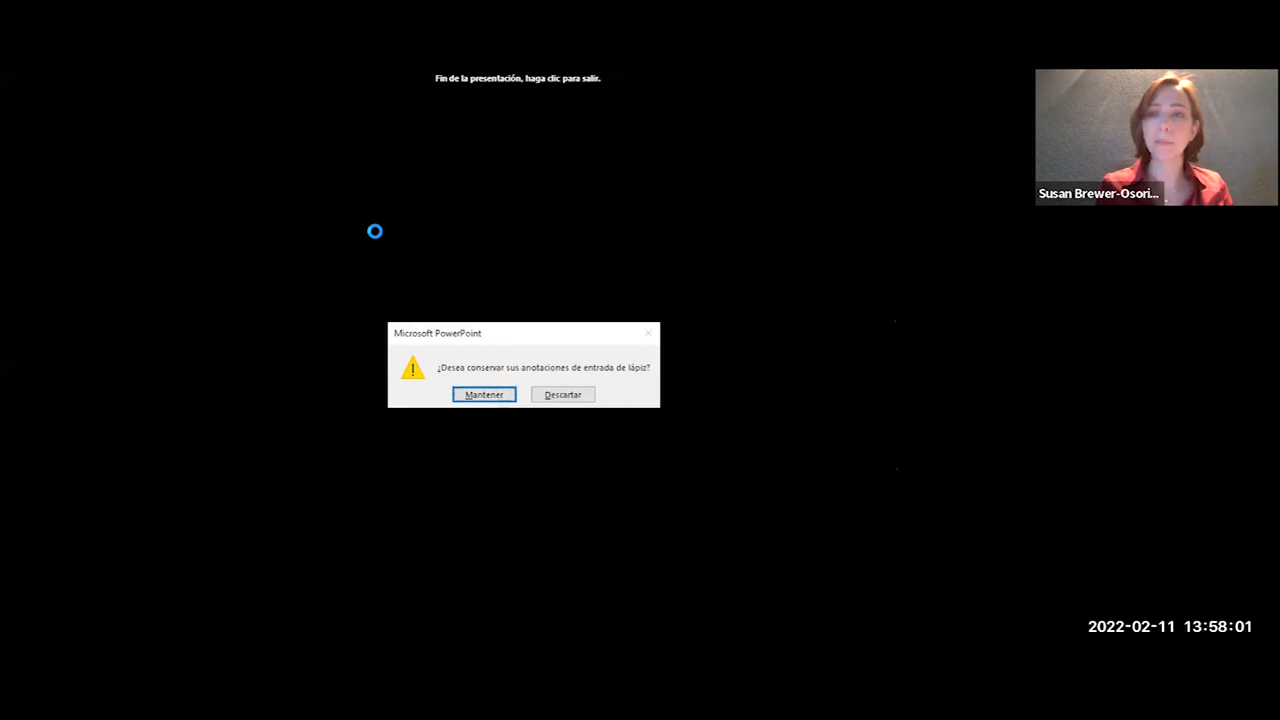 Fin de la presentación, haga clic para salir.
Susan Brewer-Osori...
Microsoft PowerPoint
¿Desea conservar sus anotaciones de entrada de lápiz?
Mantener
Descartar
2022-02-11 13:58:01